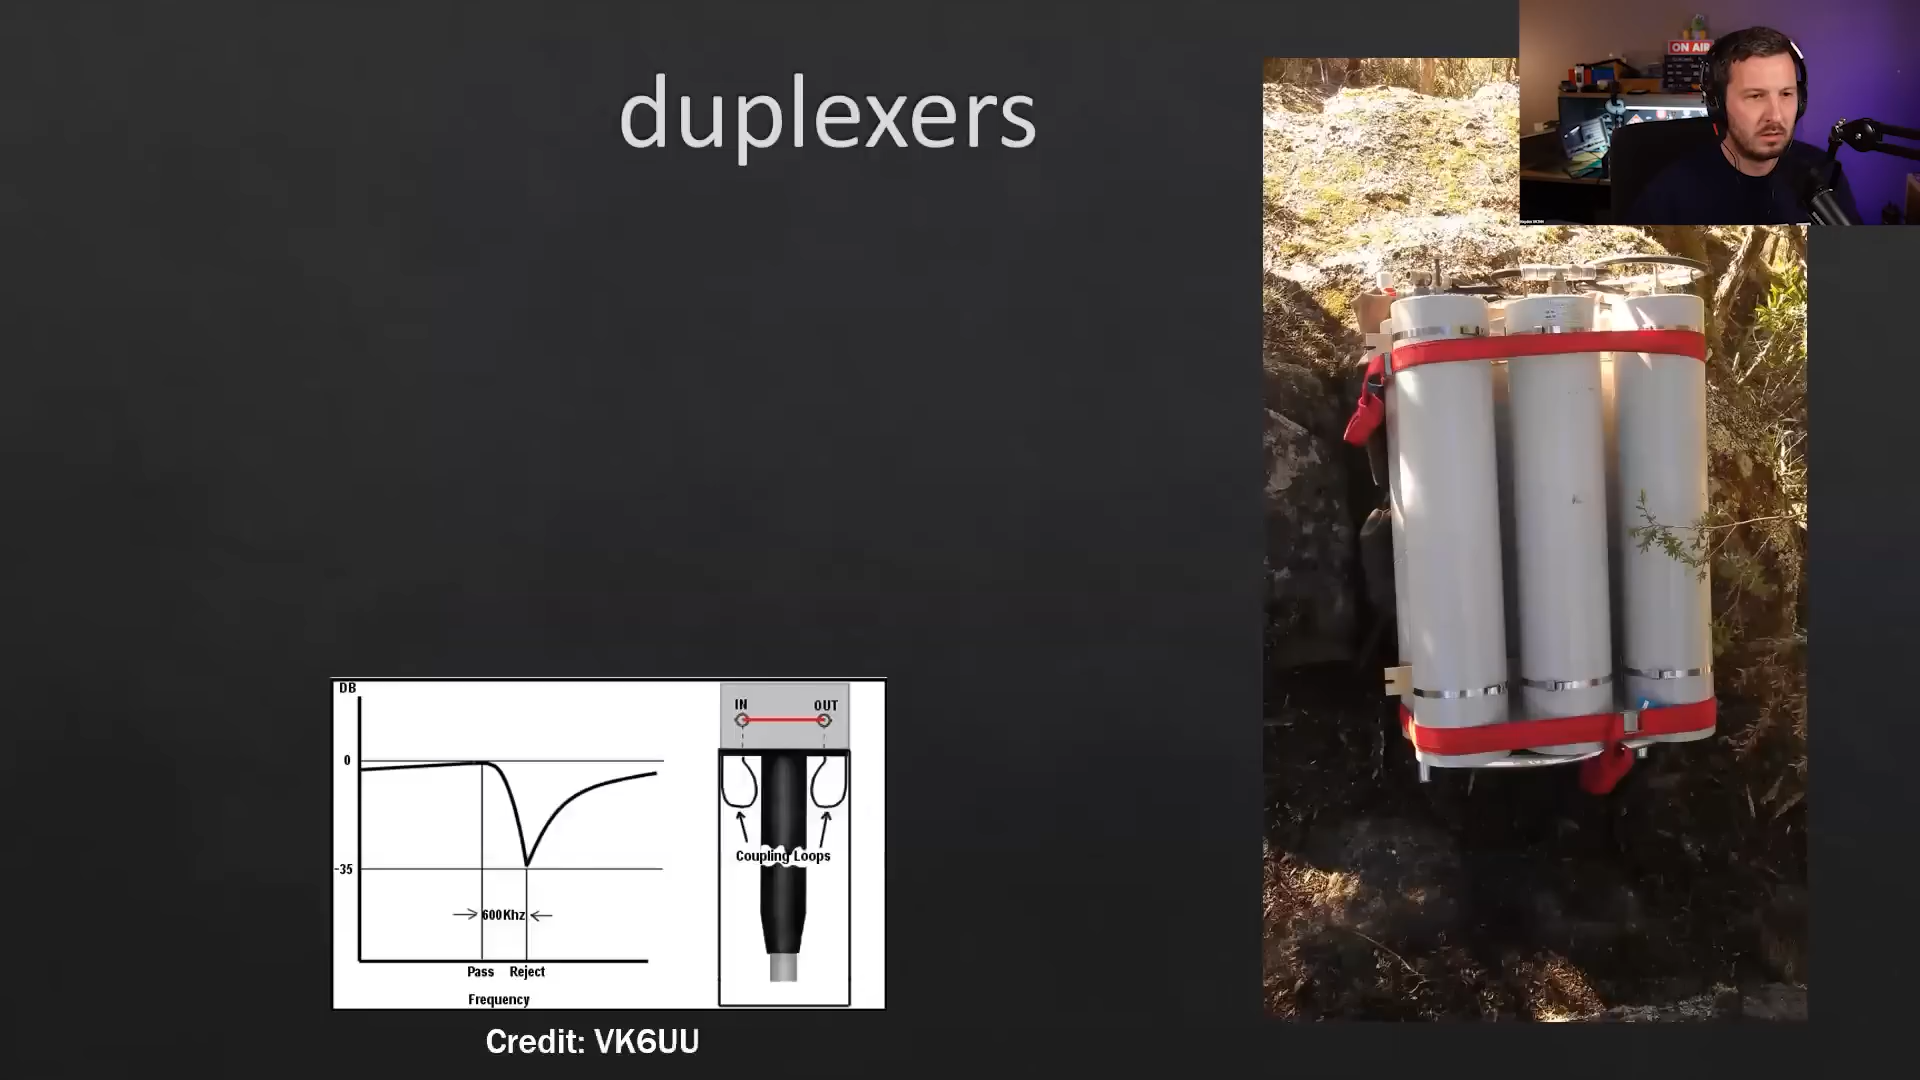 duplexers
ON AIR
DB
0
-35
600Khz
Pass Reject
Frequency
IN OUT
Coupling Loops
Credit: VK6UU